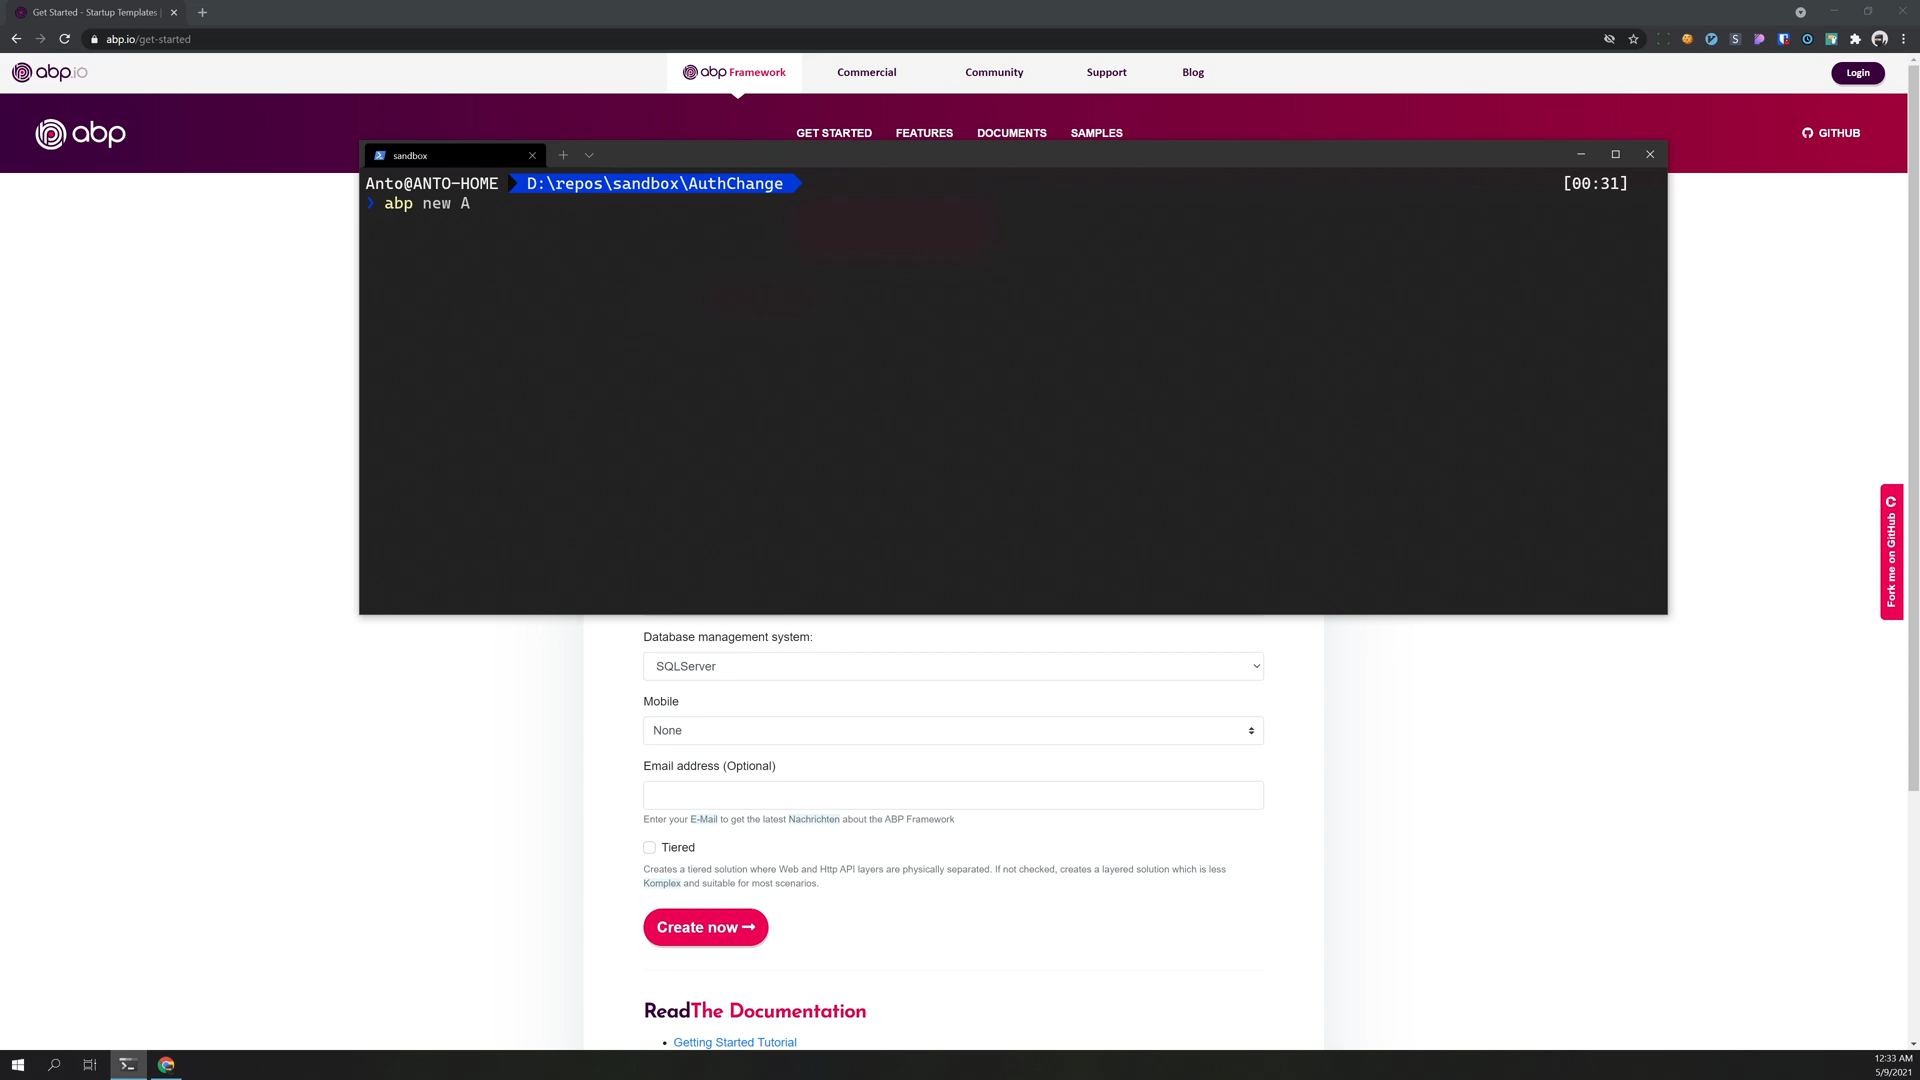 Get Started - Startup Templates |
abp.io/get-started
abp.io
abp Framework
Commercial
Community
Support
Blog
Login
abp
GET STARTED
FEATURES
DOCUMENTS
SAMPLES
GITHUB
sandbox
Anto@ANTO-HOME D:\repos\sandbox\AuthChange [00:31]
❯ abp new A
Fork me on GitHub
Database management system:
SQLServer
Mobile
None
Email address (Optional)
Enter your E-Mail to get the latest Nachrichten about the ABP Framework
Tiered
Creates a tiered solution where Web and Http API layers are physically separated. If not checked, creates a layered solution which is less
Komplex and suitable for most scenarios.
Create now
ReadThe Documentation
• Getting Started Tutorial
12:33 AM
5/9/2021